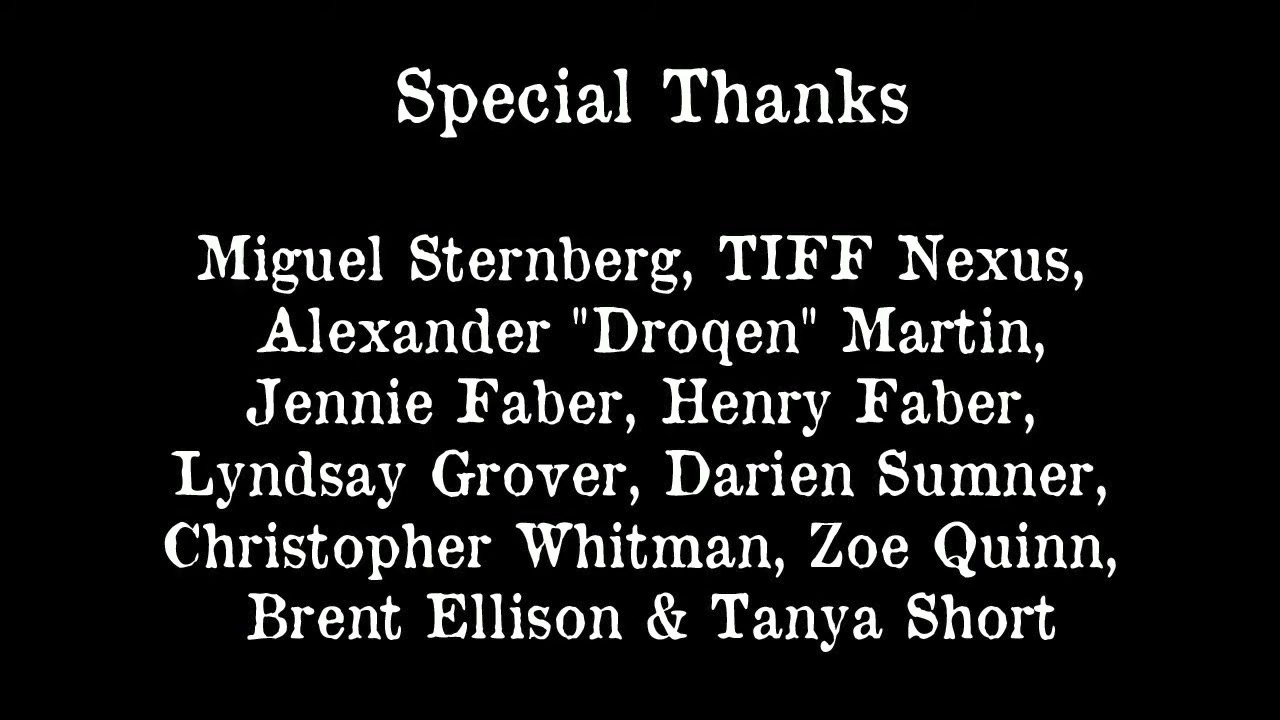 Special Thanks
Miguel Sternberg, TIFF Nexus,
Alexander "Droqen" Martin,
Jennie Faber, Henry Faber,
Lyndsay Grover, Darien Sumner,
Christopher Whitman, Zoe Quinn,
Brent Ellison & Tanya Short